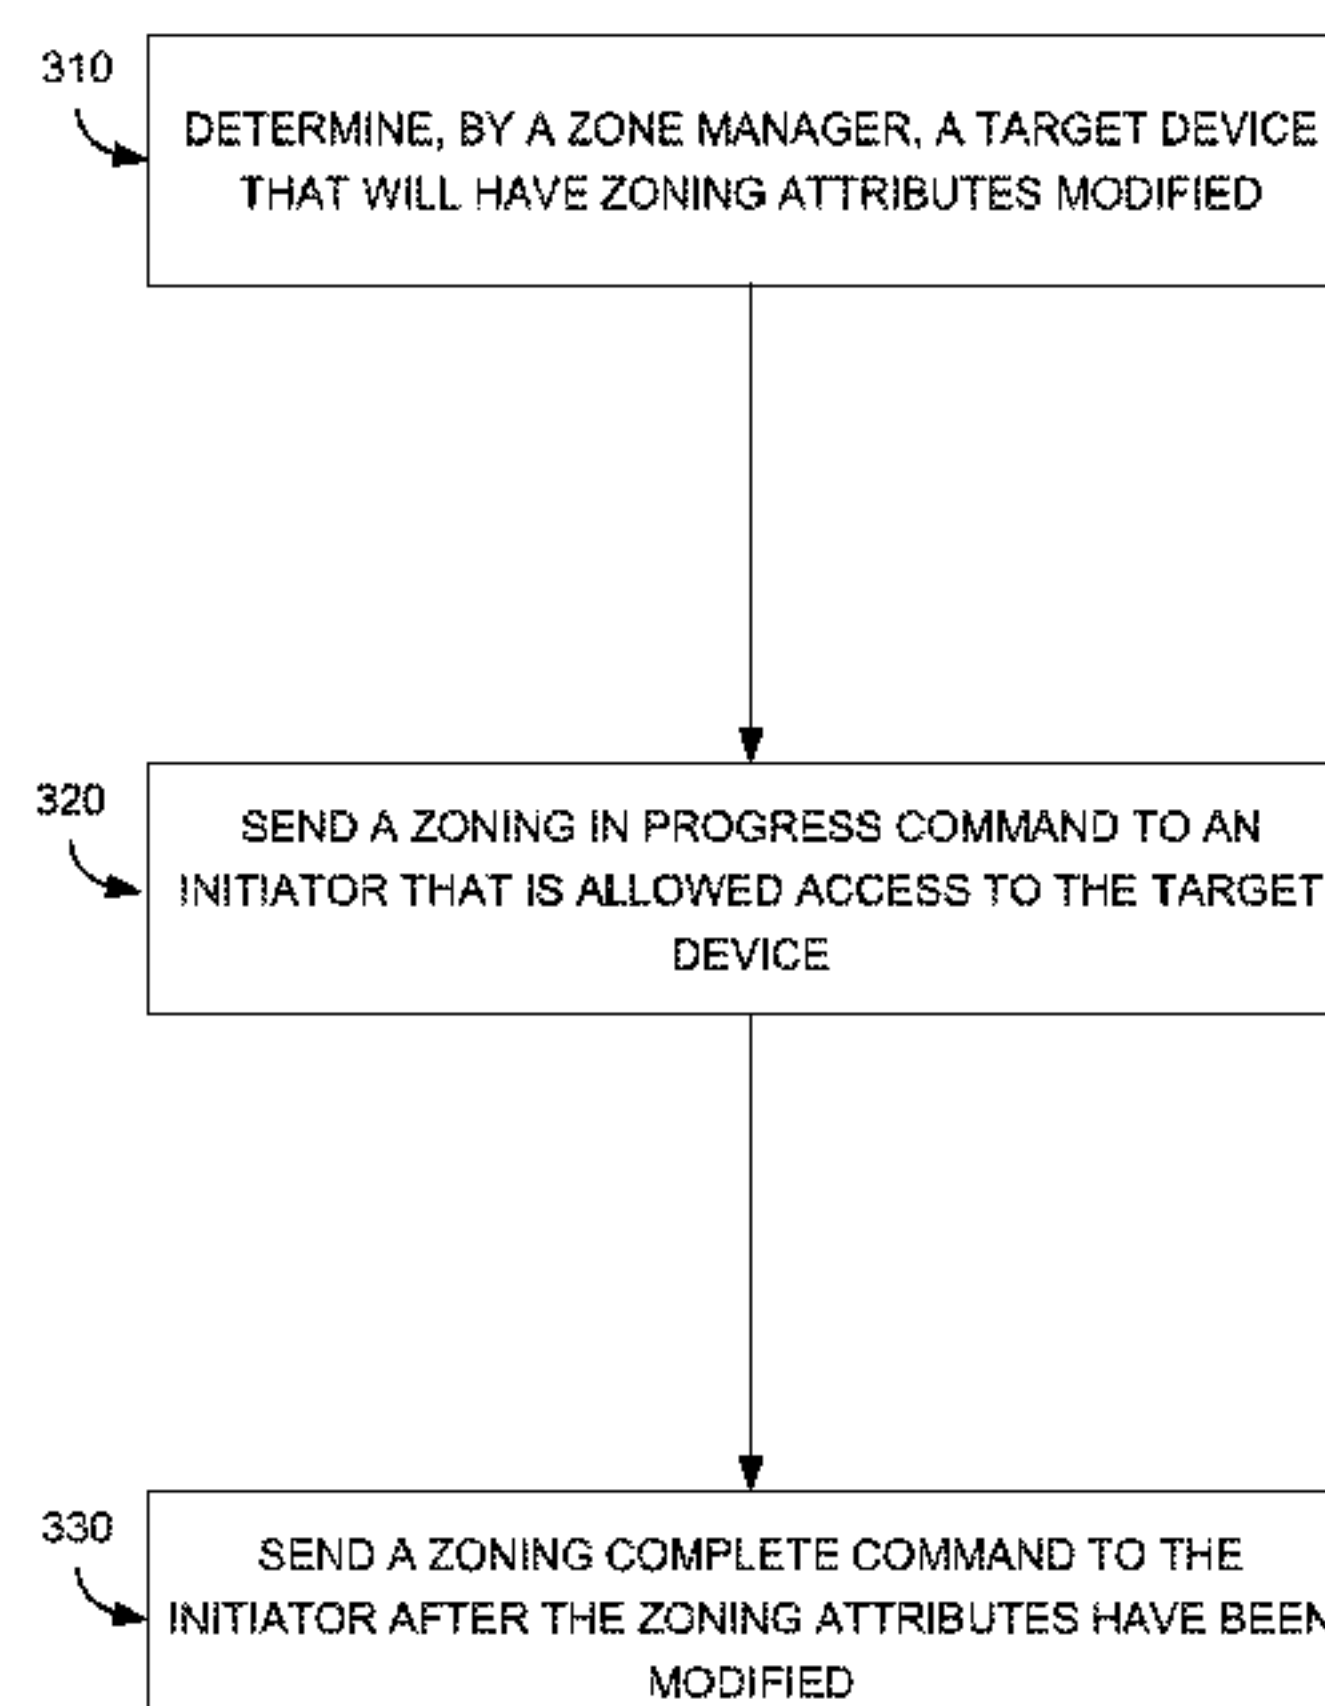 310
DETERMINE, BY A ZONE MANAGER, A TARGET DEVICE
THAT WILL HAVE ZONING ATTRIBUTES MODIFIED
320
SEND A ZONING IN PROGRESS COMMAND TO AN
INITIATOR THAT IS ALLOWED ACCESS TO THE TARGET
DEVICE
330
SEND A ZONING COMPLETE COMMAND TO THE
INITIATOR AFTER THE ZONING ATTRIBUTES HAVE BEEN
MODIFIED